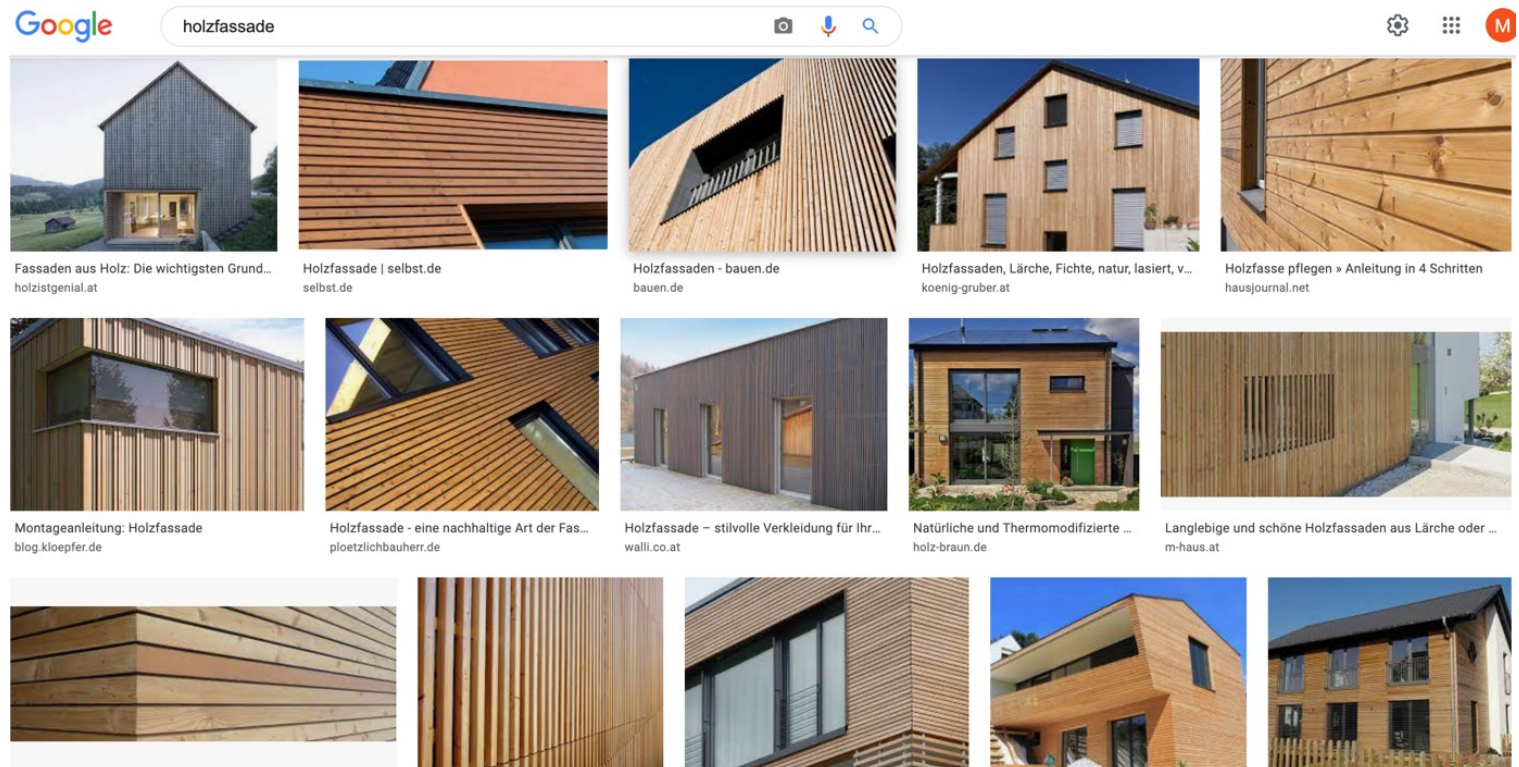 Google
holzfassade
M
Fassaden aus Holz: Die wichtigsten Grund...
holzistgenial.at
Holzfassade | selbst.de
selbst.de
Holzfassaden - bauen.de
bauen.de
Holzfassaden, Lärche, Fichte, natur, lasiert, v...
koenig-gruber.at
Holzfasse pflegen » Anleitung in 4 Schritten
hausjournal.net
Montageanleitung: Holzfassade
blog.kloepfer.de
Holzfassade - eine nachhaltige Art der Fas...
ploetzlichbauherr.de
Holzfassade – stilvolle Verkleidung für Ihr...
walli.co.at
Natürliche und Thermomodifizierte ...
holz-braun.de
Langlebige und schöne Holzfassaden aus Lärche oder ...
m-haus.at